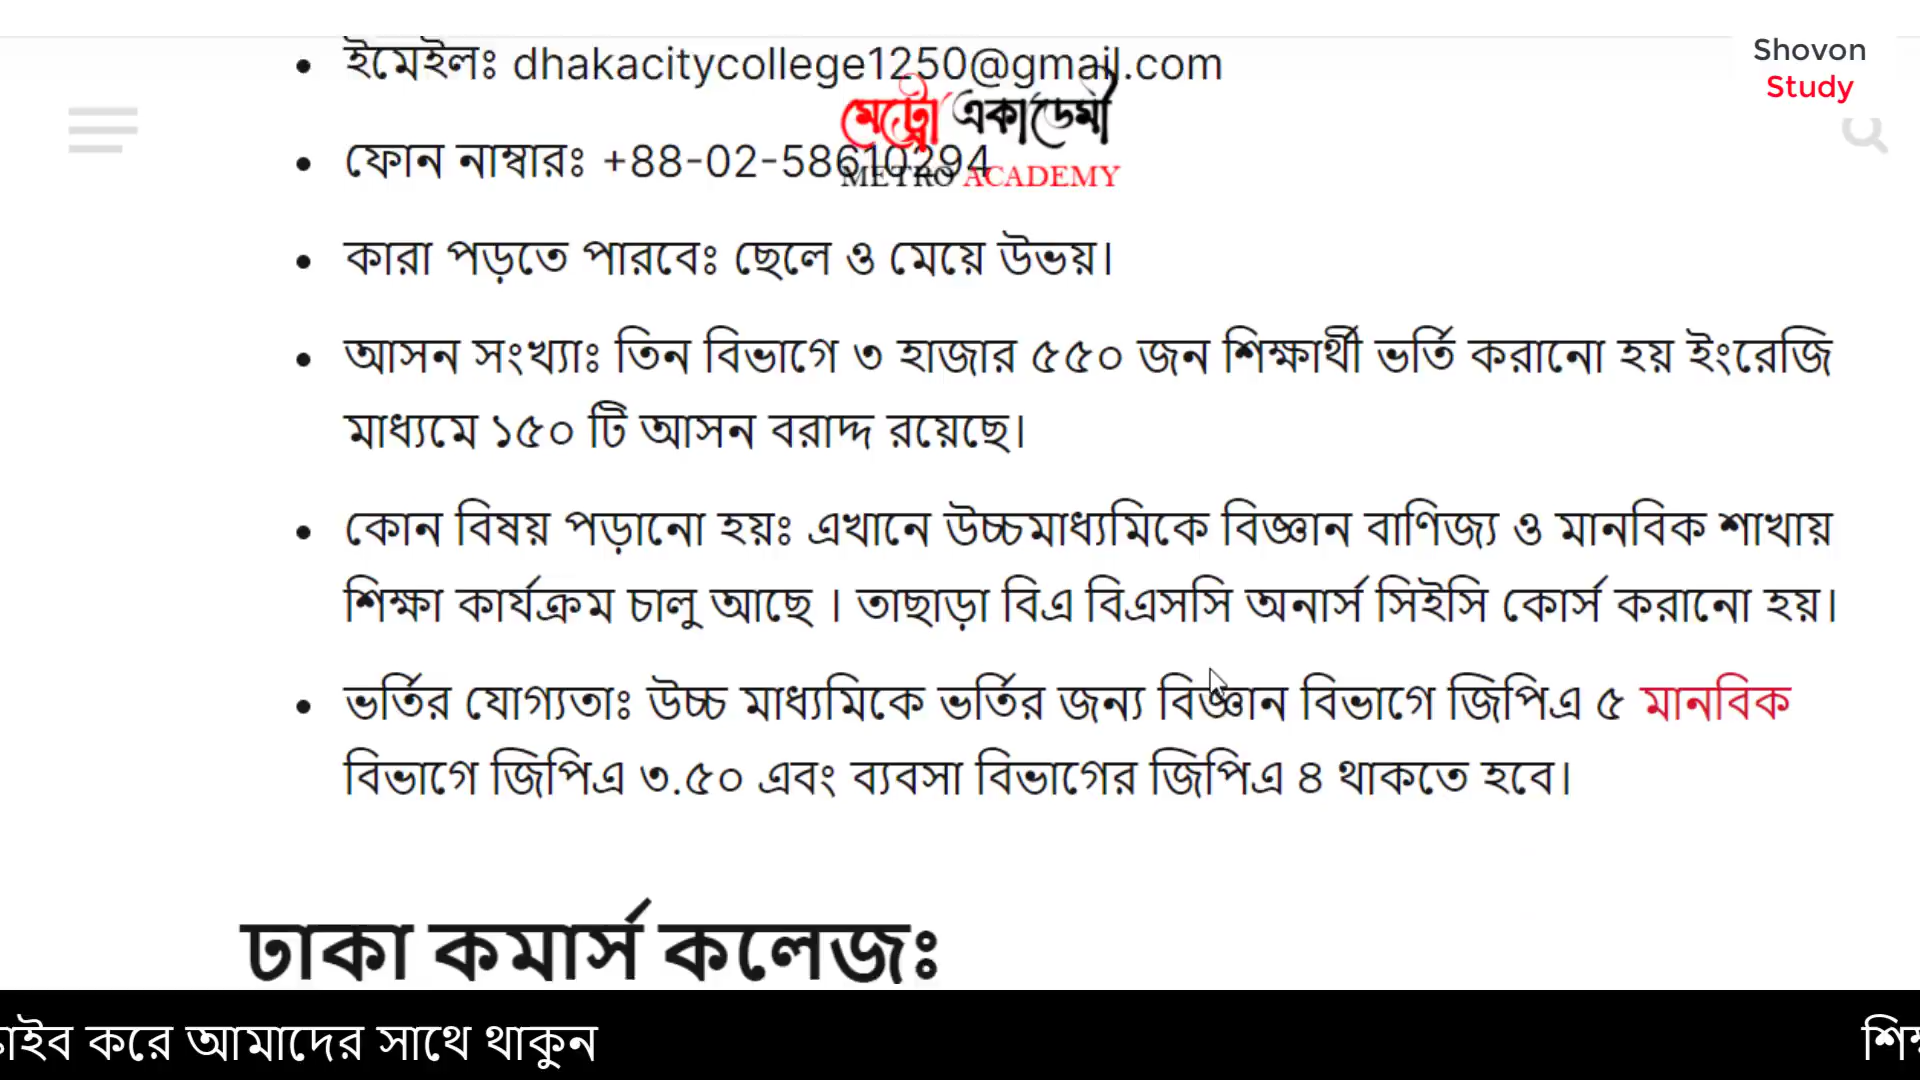 ইমেইলঃ dhakacitycollege1250@gmail.com
Shovon
Study
মেট্রো একাডেমী
ফোন নাম্বারঃ +88-02-58610294
METRO ACADEMY
কারা পড়তে পারবেঃ ছেলে ও মেয়ে উভয়।
আসন সংখ্যাঃ তিন বিভাগে ৩ হাজার ৫৫০ জন শিক্ষার্থী ভর্তি করানো হয় ইংরেজি
মাধ্যমে ১৫০ টি আসন বরাদ্দ রয়েছে।
কোন বিষয় পড়ানো হয়ঃ এখানে উচ্চমাধ্যমিকে বিজ্ঞান বাণিজ্য ও মানবিক শাখায়
শিক্ষা কার্যক্রম চালু আছে । তাছাড়া বিএ বিএসসি অনার্স সিইসি কোর্স করানো হয়।
ভর্তির যোগ্যতাঃ উচ্চ মাধ্যমিকে ভর্তির জন্য বিজ্ঞান বিভাগে জিপিএ ৫ মানবিক
বিভাগে জিপিএ ৩.৫০ এবং ব্যবসা বিভাগের জিপিএ ৪ থাকতে হবে।
ঢাকা কমার্স কলেজঃ
করে আমাদের সাথে থাকুন